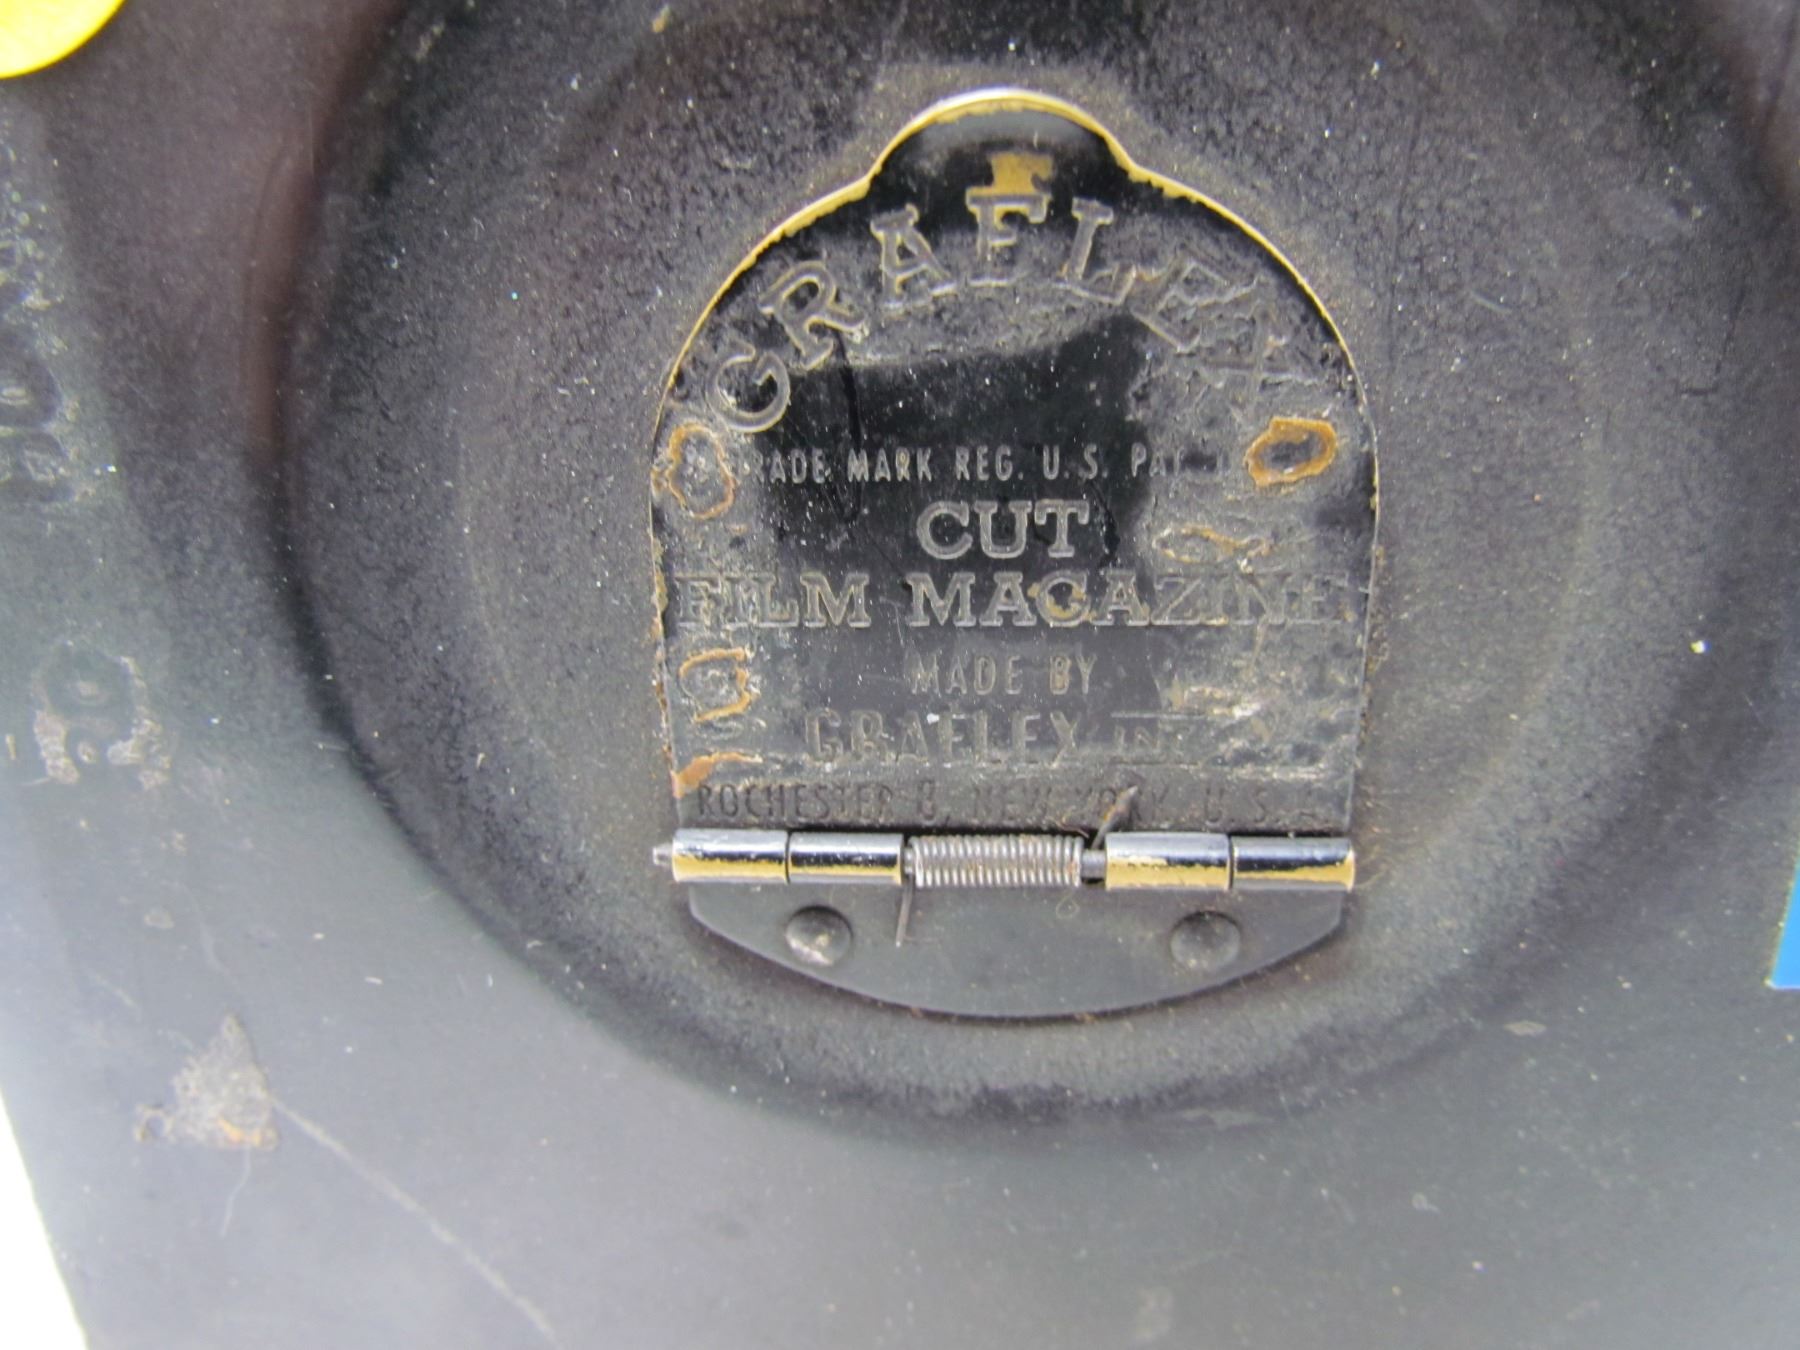 GRAFLEX
TRADE MARK REG. U.S. PAT.
CUT
FILM MAGAZINE
MADE BY
GRAFLEX INC
ROCHESTER 8, NEW YORK, U.S.A